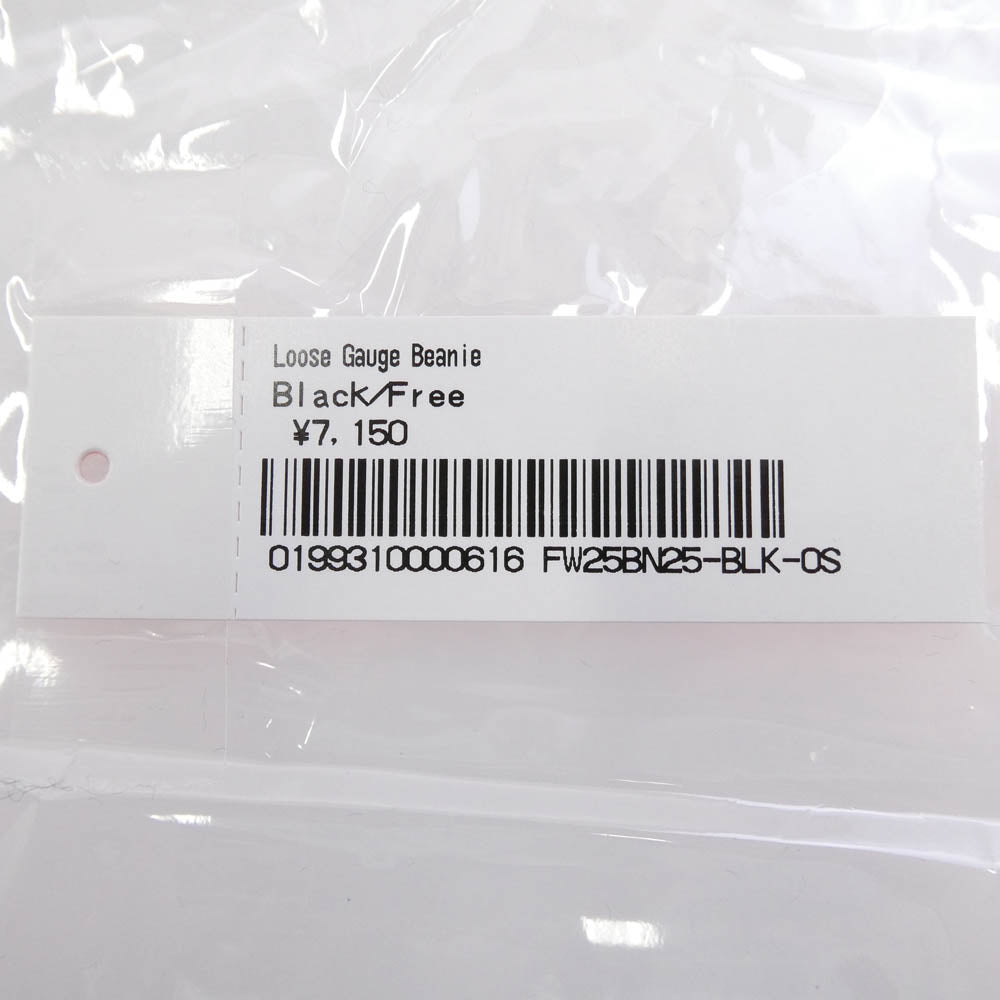 Loose Gauge Beanie
Black/Free
¥7,150
0199310000616 FW25BN25-BLK-OS